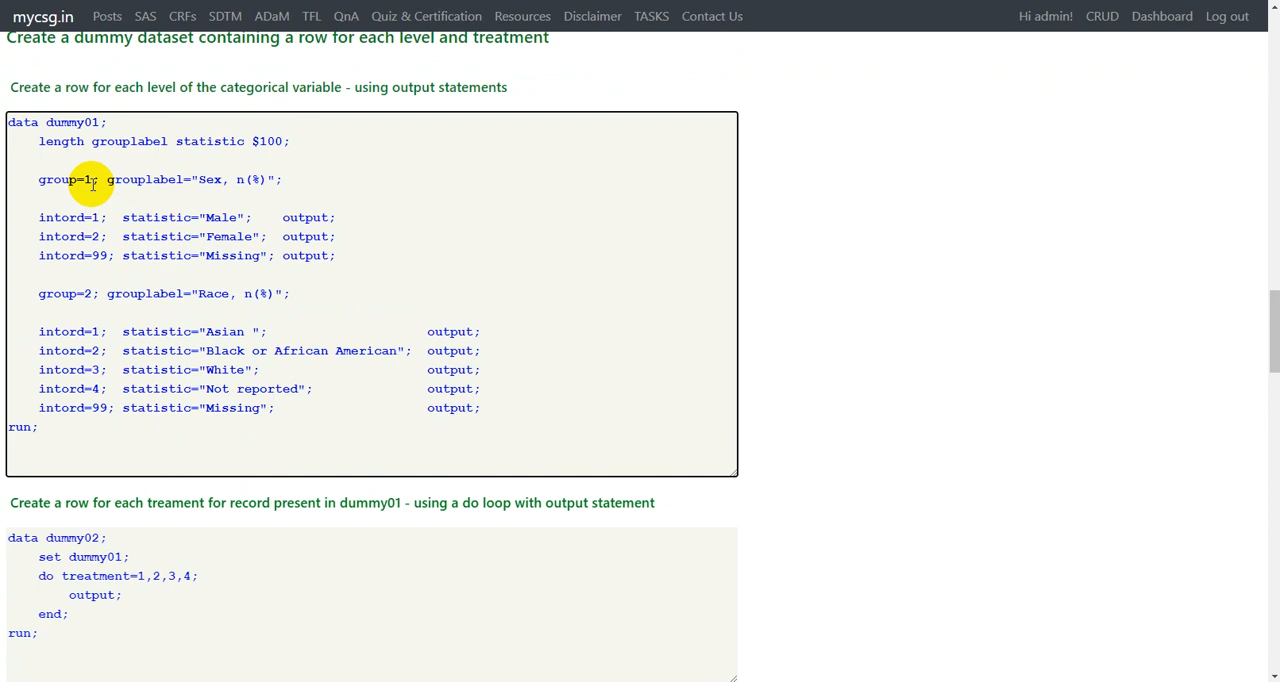 mycsg.in Posts SAS CRFs SDTM ADaM TFL QnA Quiz & Certification Resources Disclaimer TASKS Contact Us Hi admin! CRUD Dashboard Log out
Create a dummy dataset containing a row for each level and treatment
Create a row for each level of the categorical variable - using output statements
data dummy01;
length grouplabel statistic $100;
group=1; grouplabel="Sex, n(%)";
intord=1; statistic="Male"; output;
intord=2; statistic="Female"; output;
intord=99; statistic="Missing"; output;
group=2; grouplabel="Race, n(%)";
intord=1; statistic="Asian "; output;
intord=2; statistic="Black or African American"; output;
intord=3; statistic="White"; output;
intord=4; statistic="Not reported"; output;
intord=99; statistic="Missing"; output;
run;
Create a row for each treament for record present in dummy01 - using a do loop with output statement
data dummy02;
set dummy01;
do treatment=1,2,3,4;
output;
end;
run;